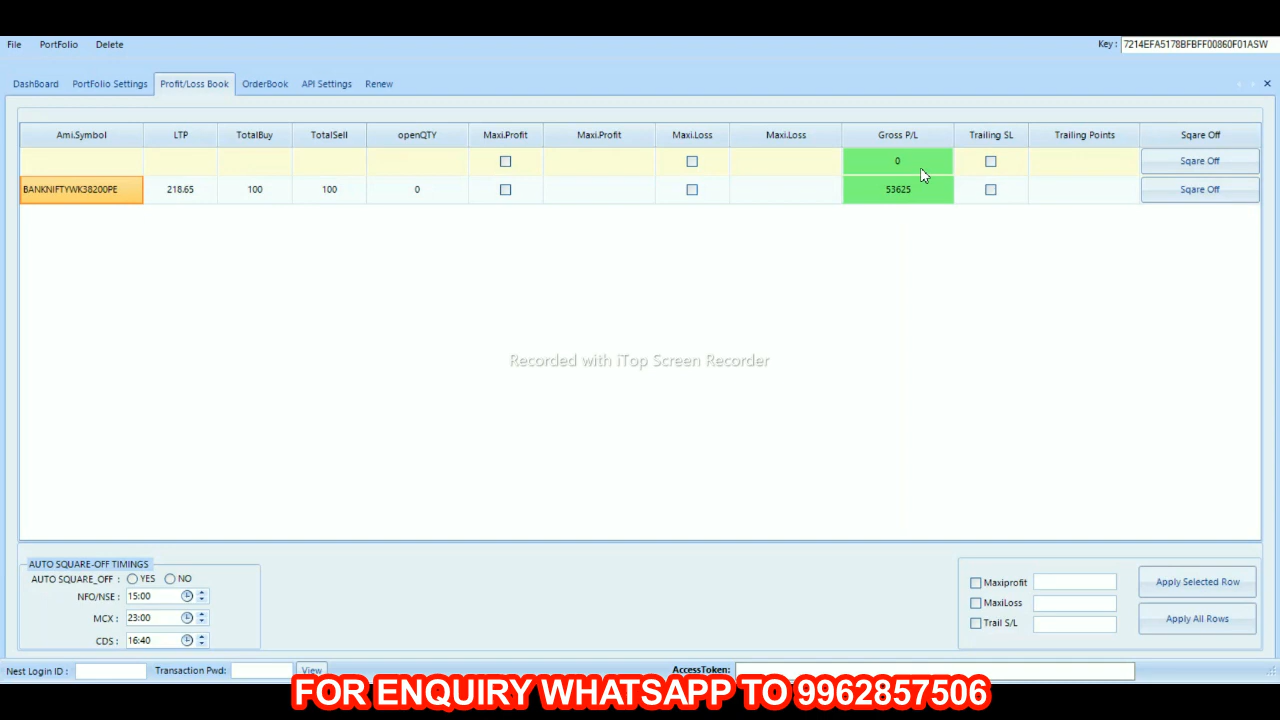 File PortFolio Delete Key : 7214EFA5178BFBFF00860F01ASW
DashBoard PortFolio Settings Profit/Loss Book OrderBook API Settings Renew
Ami.Symbol LTP TotalBuy TotalSell openQTY Maxi.Profit Maxi.Profit Maxi.Loss Maxi.Loss Gross P/L Trailing SL Trailing Points Sqare Off
0 Sqare Off
BANKNIFTYWK38200PE 218.65 100 100 0 53625 Sqare Off
Recorded with iTop Screen Recorder
AUTO SQUARE-OFF TIMINGS
AUTO SQUARE_OFF : YES NO
NFO/NSE : 15:00
MCX : 23:00
CDS : 16:40
Maxiprofit Apply Selected Row
MaxiLoss
Trail S/L Apply All Rows
Nest Login ID : Transaction Pwd: View AccessToken:
FOR ENQUIRY WHATSAPP TO 9962857506